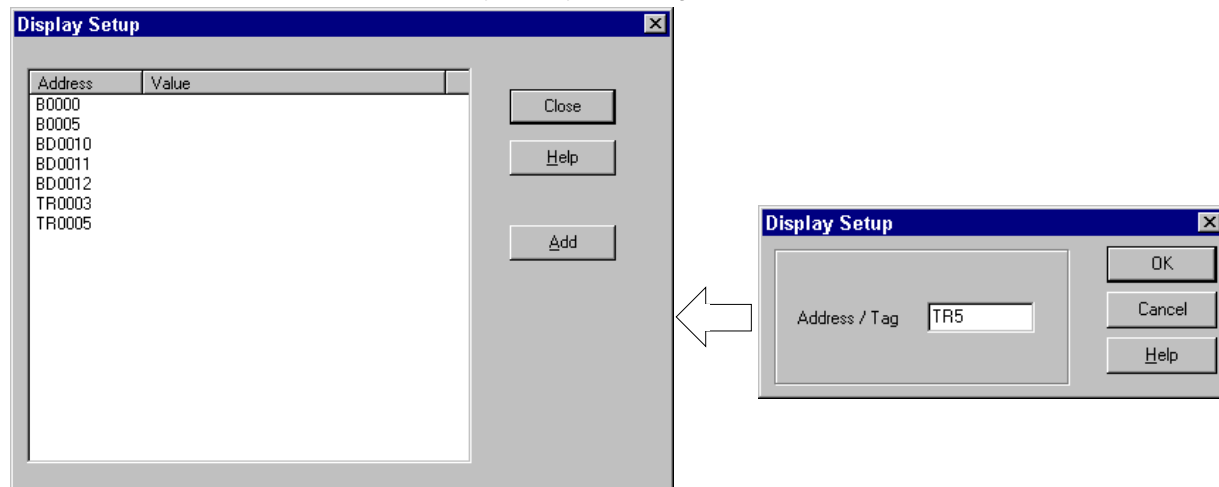 Display Setup
Address Value
B0000
B0005
BD0010
BD0011
BD0012
TR0003
TR0005
Close
Help
Add
Display Setup
Address / Tag TR5
OK
Cancel
Help